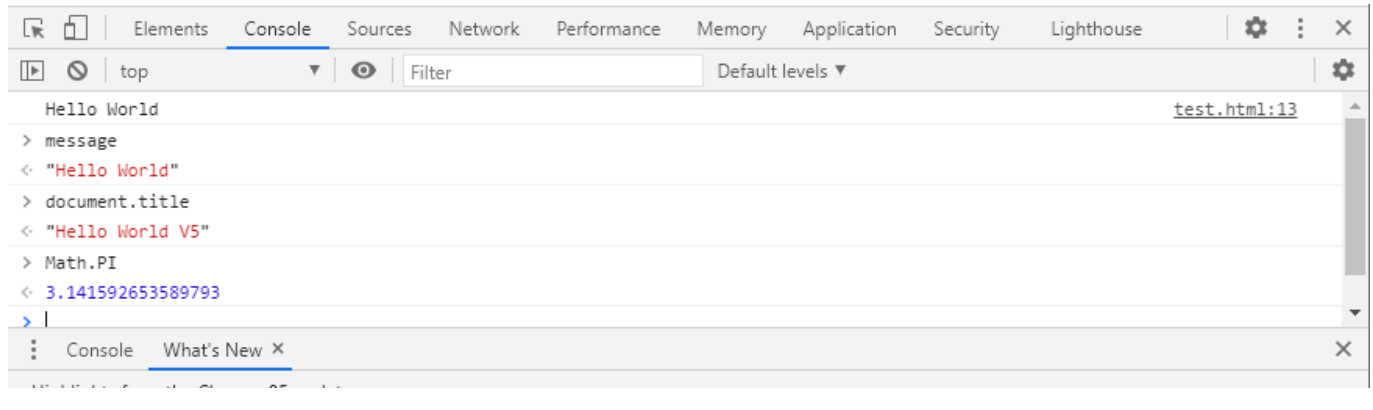 Elements Console Sources Network Performance Memory Application Security Lighthouse
top Filter Default levels
Hello World test.html:13
> message
"Hello World"
> document.title
"Hello World V5"
> Math.PI
3.141592653589793
>
Console What's New